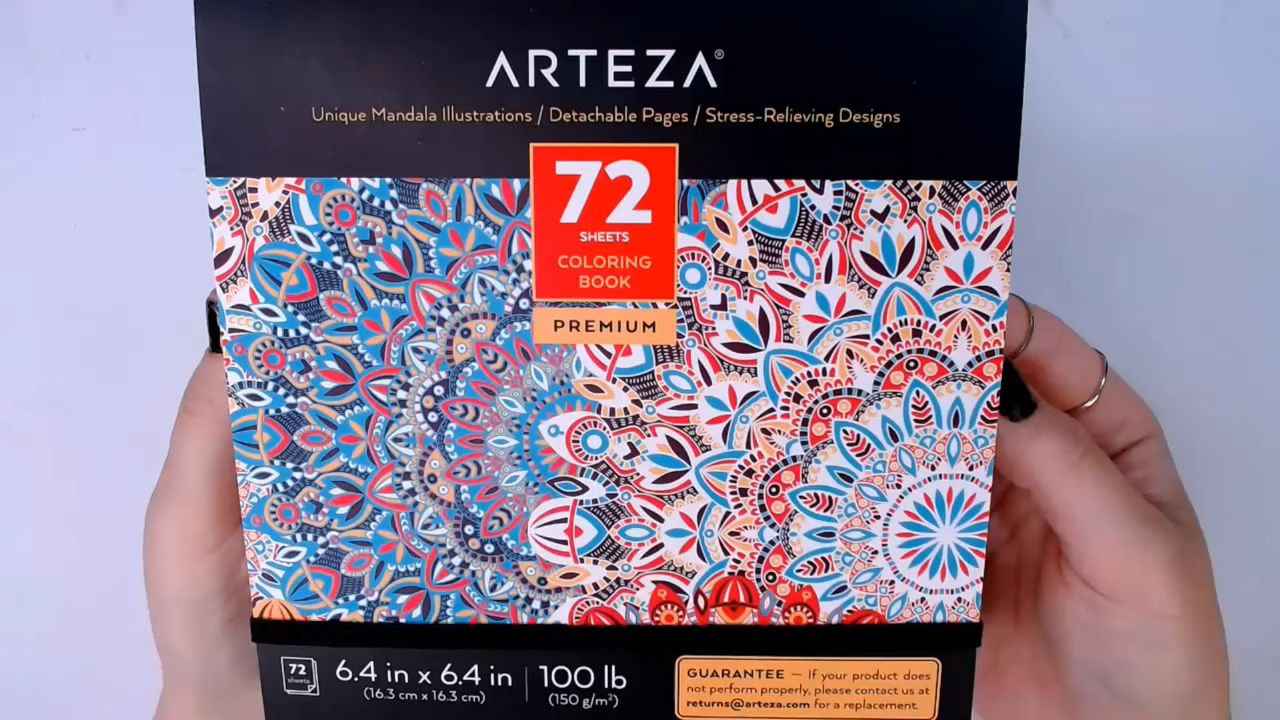 ARTEZA®
Unique Mandala Illustrations / Detachable Pages / Stress-Relieving Designs
72
SHEETS
COLORING
BOOK
PREMIUM
72
sheets
6.4 in x 6.4 in
(16.3 cm x 16.3 cm)
100 lb
(150 g/m²)
GUARANTEE — If your product does
not perform properly, please contact us at
returns@arteza.com for a replacement.